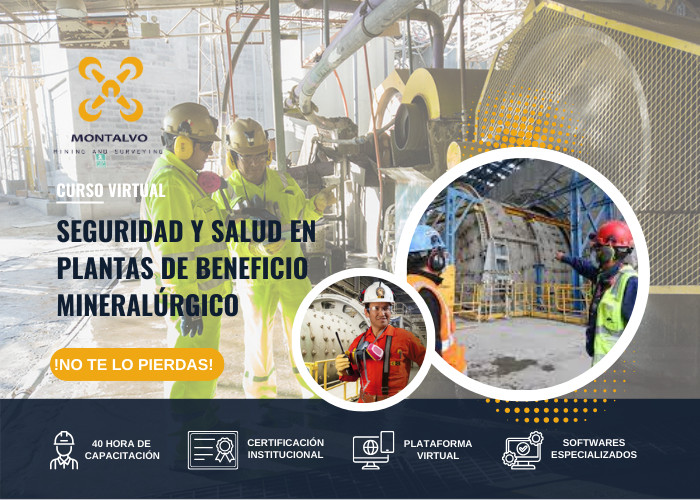 MONTALVO
MINING AND SURVEYING
CURSO VIRTUAL
SEGURIDAD Y SALUD EN
PLANTAS DE BENEFICIO
MINERALÚRGICO
!NO TE LO PIERDAS!
40 HORA DE
CAPACITACIÓN
CERTIFICACIÓN
INSTITUCIONAL
PLATAFORMA
VIRTUAL
SOFTWARES
ESPECIALIZADOS